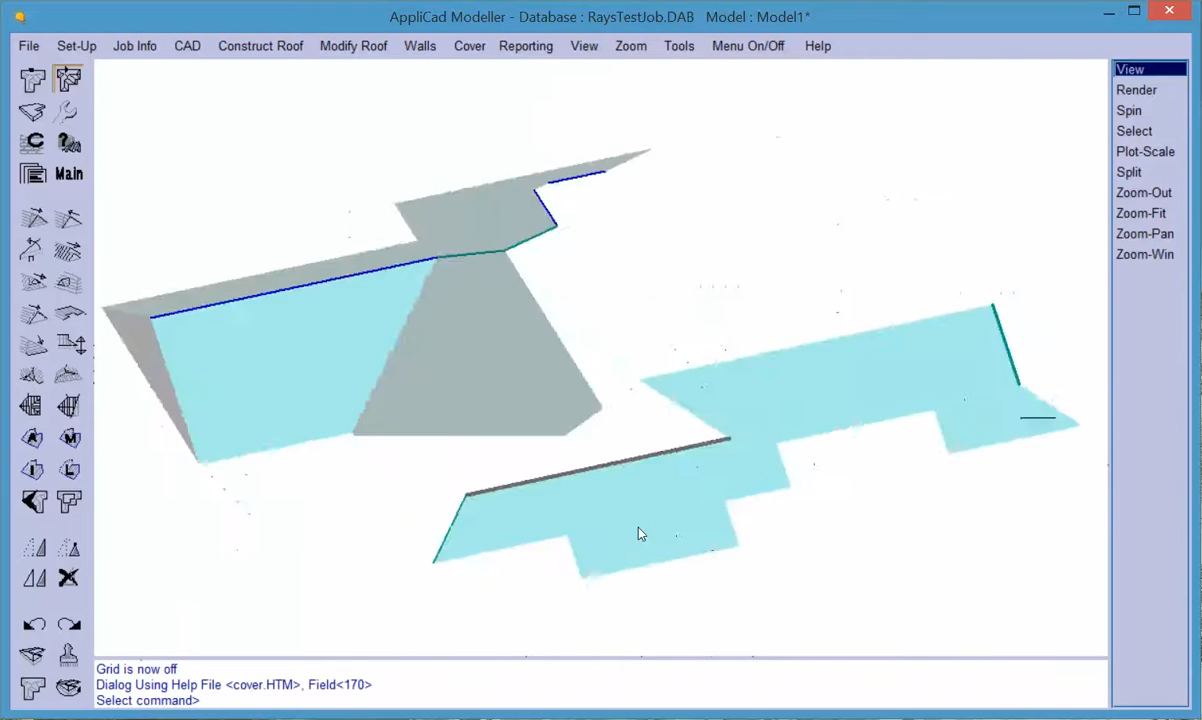 AppliCad Modeller - Database : RaysTestJob.DAB   Model : Model1*
File Set-Up Job Info CAD Construct Roof Modify Roof Walls Cover Reporting View Zoom Tools Menu On/Off Help
Main
View
Render
Spin
Select
Plot-Scale
Split
Zoom-Out
Zoom-Fit
Zoom-Pan
Zoom-Win
Grid is now off
Dialog Using Help File <cover.HTM>, Field<170>
Select command>